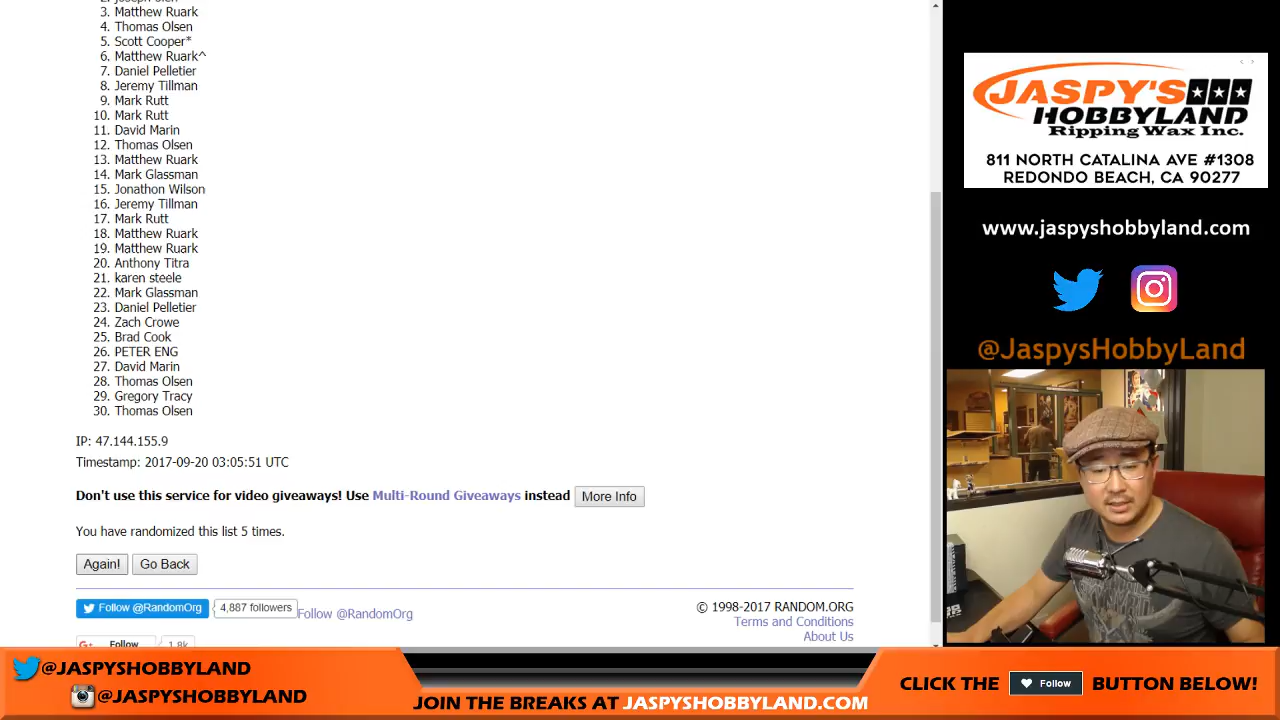 3. Matthew Ruark
4. Thomas Olsen
5. Scott Cooper*
6. Matthew Ruark^
7. Daniel Pelletier
8. Jeremy Tillman
9. Mark Rutt
10. Mark Rutt
11. David Marin
12. Thomas Olsen
13. Matthew Ruark
14. Mark Glassman
15. Jonathon Wilson
16. Jeremy Tillman
17. Mark Rutt
18. Matthew Ruark
19. Matthew Ruark
20. Anthony Titra
21. karen steele
22. Mark Glassman
23. Daniel Pelletier
24. Zach Crowe
25. Brad Cook
26. PETER ENG
27. David Marin
28. Thomas Olsen
29. Gregory Tracy
30. Thomas Olsen
IP: 47.144.155.9
Timestamp: 2017-09-20 03:05:51 UTC
Don't use this service for video giveaways! Use Multi-Round Giveaways instead More Info
You have randomized this list 5 times.
Again! Go Back
Follow @RandomOrg 4,887 followers Follow @RandomOrg
G+ Follow 1.8k
© 1998-2017 RANDOM.ORG
Terms and Conditions
About Us
JASPY'S
HOBBYLAND
Ripping Wax Inc.
811 NORTH CATALINA AVE #1308
REDONDO BEACH, CA 90277
www.jaspyshobbyland.com
@JaspysHobbyLand
@JASPYSHOBBYLAND
@JASPYSHOBBYLAND
JOIN THE BREAKS AT JASPYSHOBBYLAND.COM
CLICK THE Follow BUTTON BELOW!